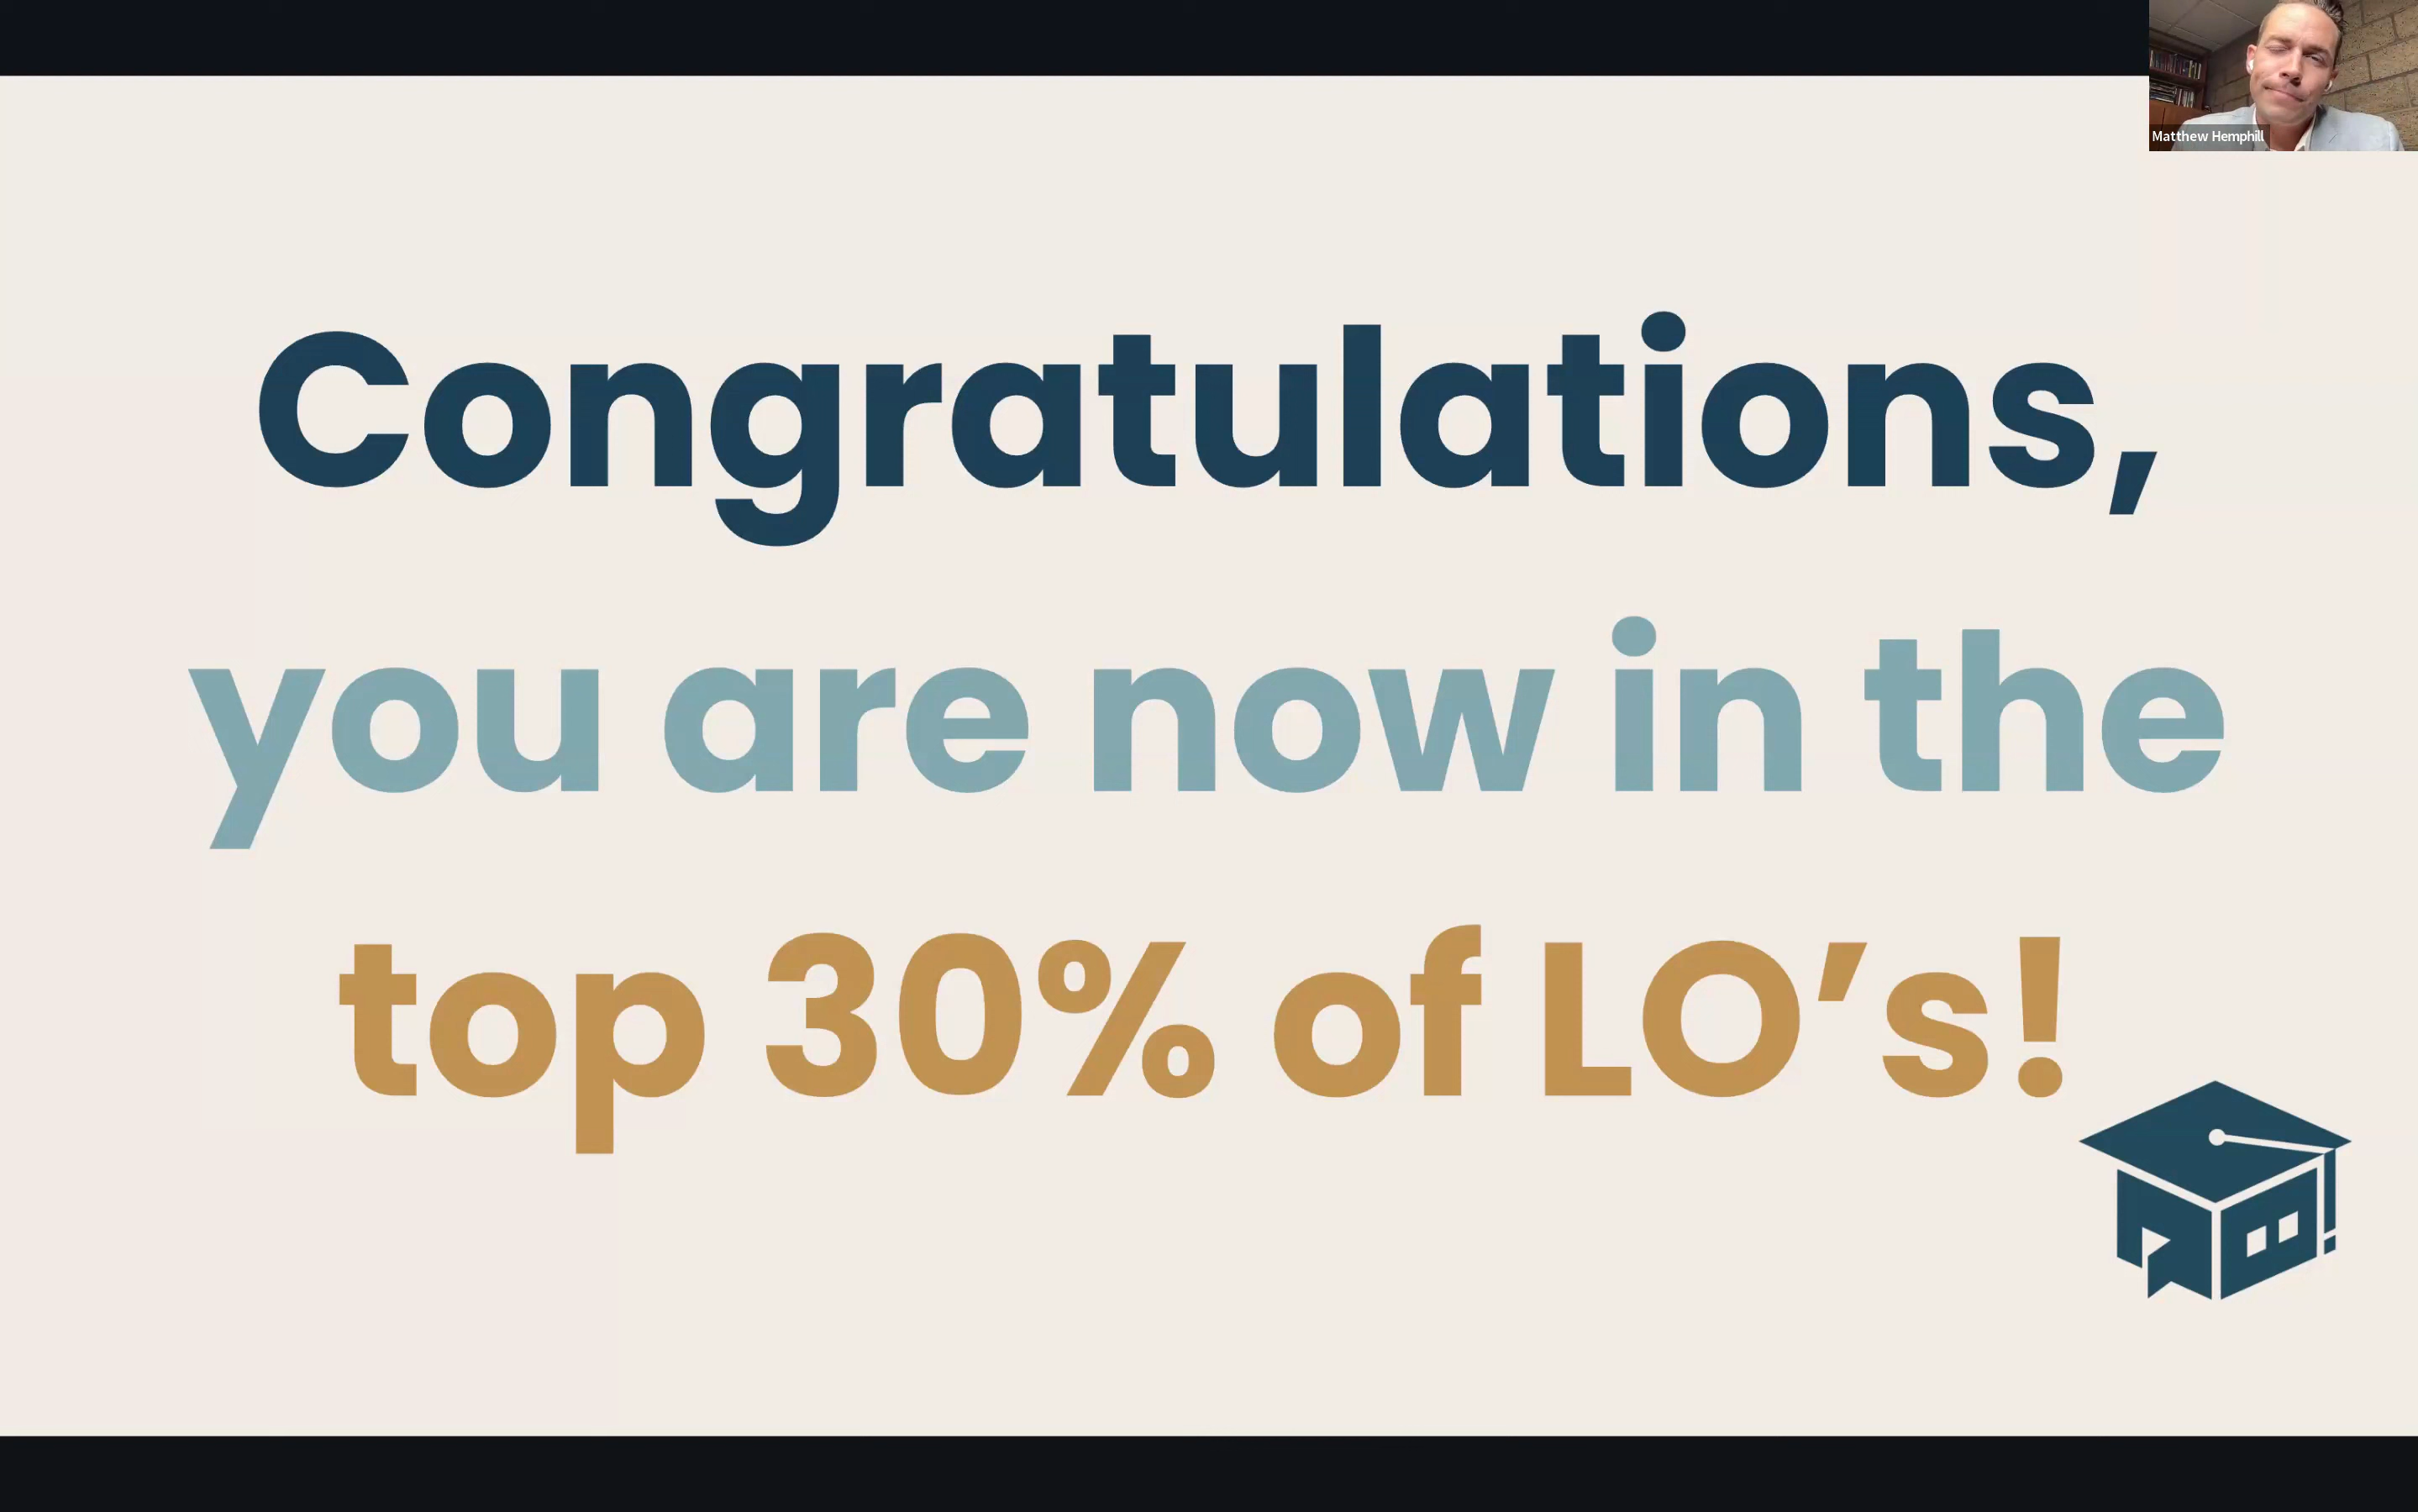 Matthew Hemphill
Congratulations,
you are now in the
top 30% of LO’s!